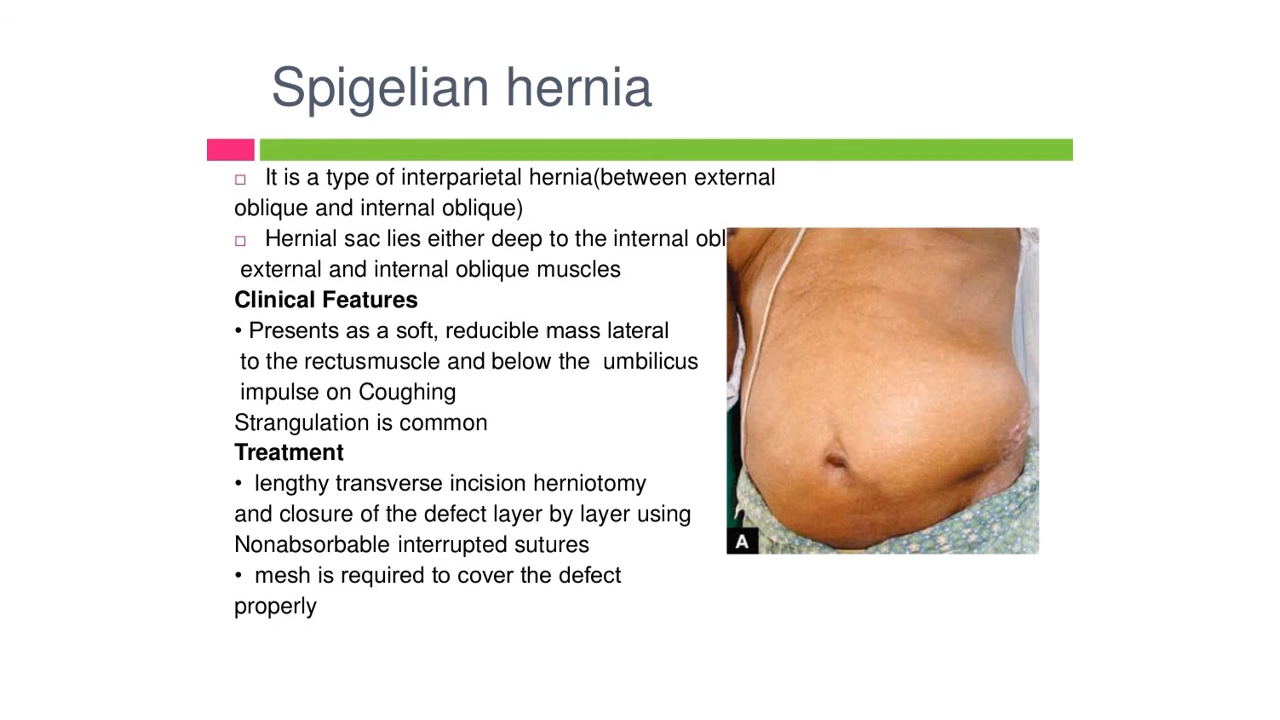 Spigelian hernia
It is a type of interparietal hernia(between external
oblique and internal oblique)
Hernial sac lies either deep to the internal obl
external and internal oblique muscles
Clinical Features
• Presents as a soft, reducible mass lateral
to the rectusmuscle and below the umbilicus
impulse on Coughing
Strangulation is common
Treatment
• lengthy transverse incision herniotomy
and closure of the defect layer by layer using
Nonabsorbable interrupted sutures
• mesh is required to cover the defect
properly
A